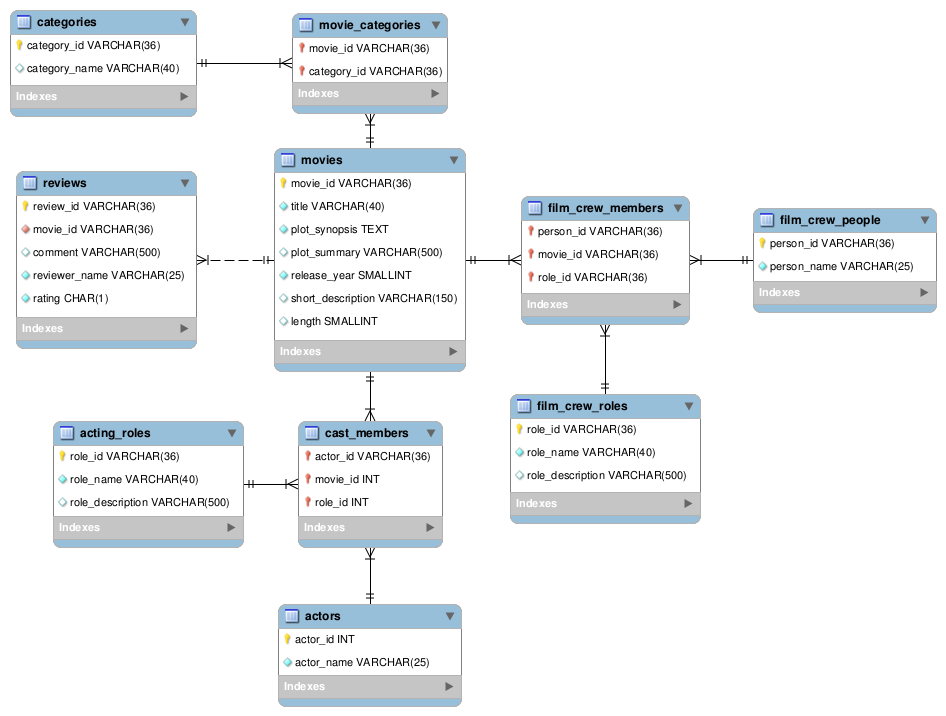 categories
category_id VARCHAR(36)
category_name VARCHAR(40)
Indexes
movie_categories
movie_id VARCHAR(36)
category_id VARCHAR(36)
Indexes
reviews
review_id VARCHAR(36)
movie_id VARCHAR(36)
comment VARCHAR(500)
reviewer_name VARCHAR(25)
rating CHAR(1)
Indexes
movies
movie_id VARCHAR(36)
title VARCHAR(40)
plot_synopsis TEXT
plot_summary VARCHAR(500)
release_year SMALLINT
short_description VARCHAR(150)
length SMALLINT
Indexes
film_crew_members
person_id VARCHAR(36)
movie_id VARCHAR(36)
role_id VARCHAR(36)
Indexes
film_crew_people
person_id VARCHAR(36)
person_name VARCHAR(25)
Indexes
acting_roles
role_id VARCHAR(36)
role_name VARCHAR(40)
role_description VARCHAR(500)
Indexes
cast_members
actor_id VARCHAR(36)
movie_id INT
role_id INT
Indexes
film_crew_roles
role_id VARCHAR(36)
role_name VARCHAR(40)
role_description VARCHAR(500)
Indexes
actors
actor_id INT
actor_name VARCHAR(25)
Indexes